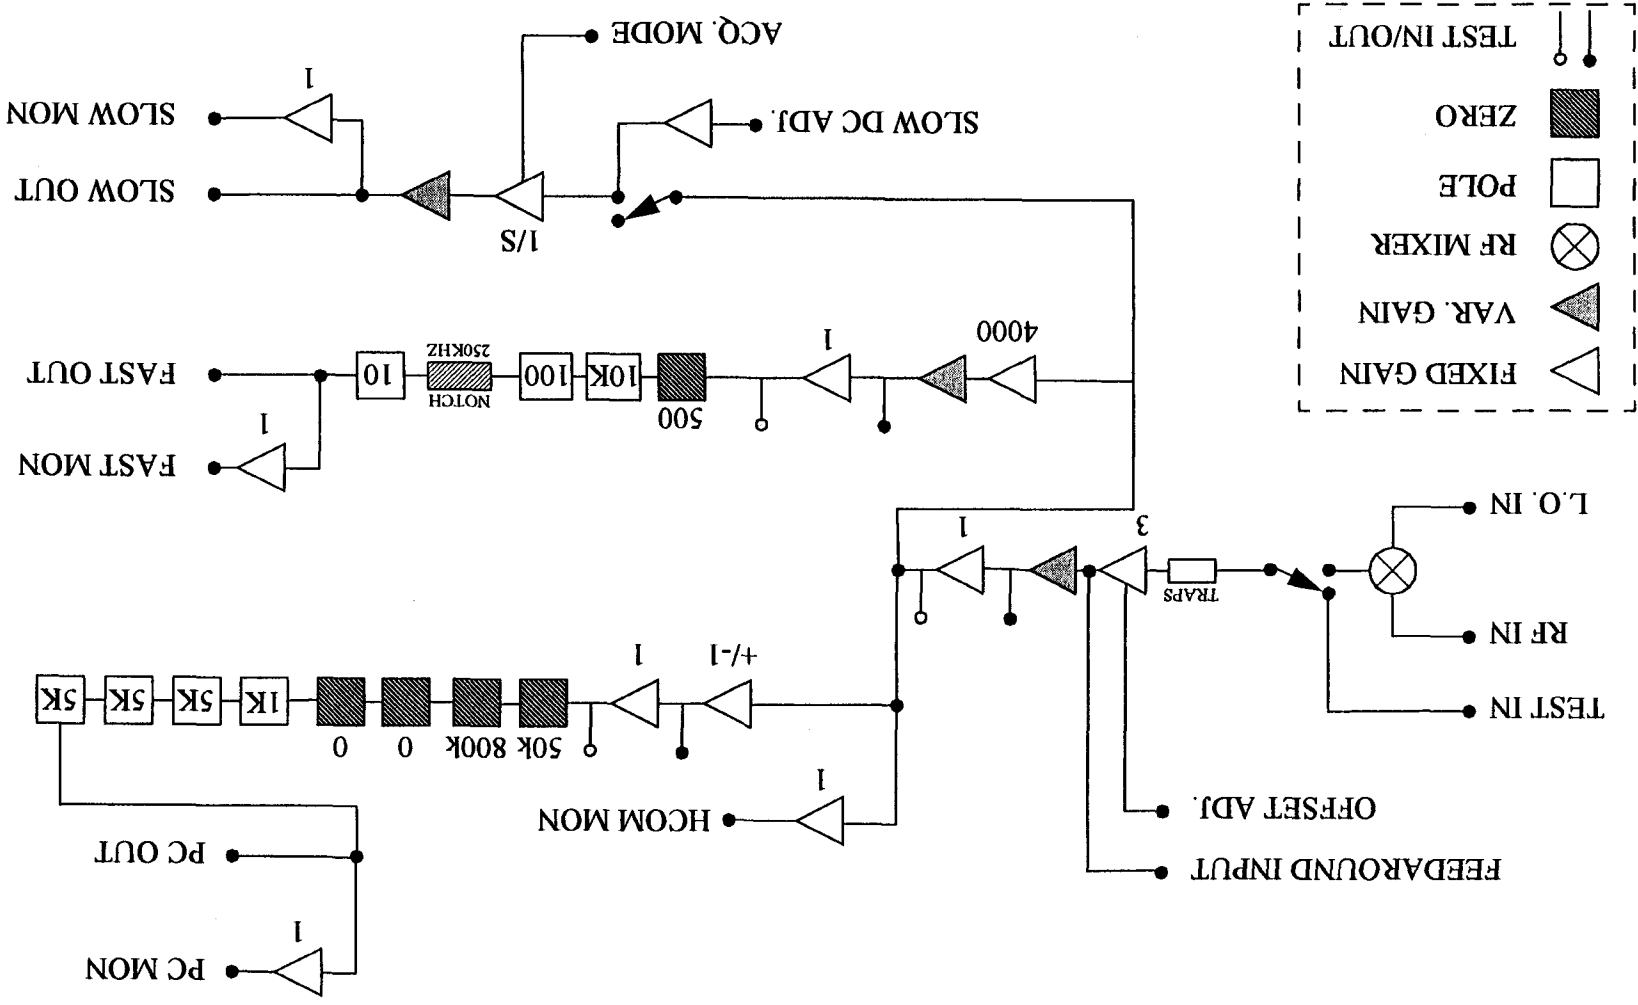 PC MON
1
PC OUT
FEEDAROUND INPUT
OFFSET ADJ.
HCOM MON
1
TEST IN
50k
800k
0
0
1K
5K
5K
5K
+/-1
1
RF IN
L.O. IN
TRAPS
3
1
FAST MON
1
FAST OUT
4000
1
500
10K
100
NOTCH
250KHZ
10
1/S
SLOW OUT
SLOW MON
1
SLOW DC ADJ.
ACQ. MODE
FIXED GAIN
VAR. GAIN
RF MIXER
POLE
ZERO
TEST IN/OUT